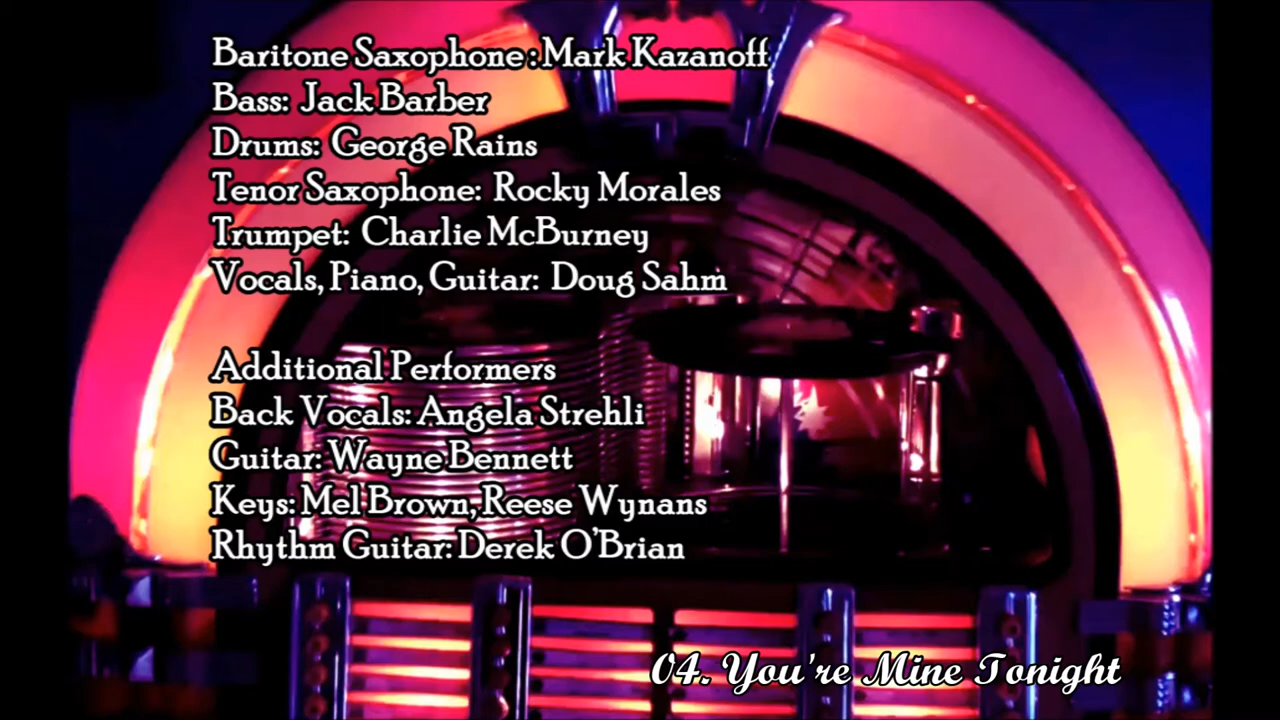 Baritone Saxophone : Mark Kazanoff
Bass: Jack Barber
Drums: George Rains
Tenor Saxophone: Rocky Morales
Trumpet: Charlie McBurney
Vocals, Piano, Guitar: Doug Sahm
Additional Performers
Back Vocals: Angela Strehli
Guitar: Wayne Bennett
Keys: Mel Brown, Reese Wynans
Rhythm Guitar: Derek O'Brian
04. You're Mine Tonight